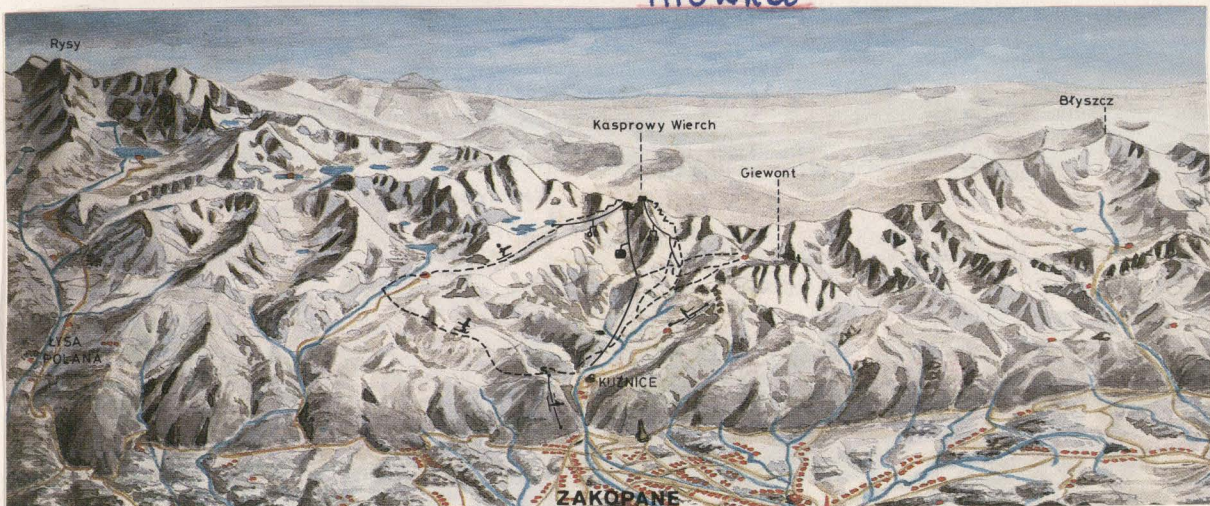 Rysy
Błyszcz
Kasprowy Wierch
Giewont
ŁYSA
POLANA
KUŹNICE
ZAKOPANE